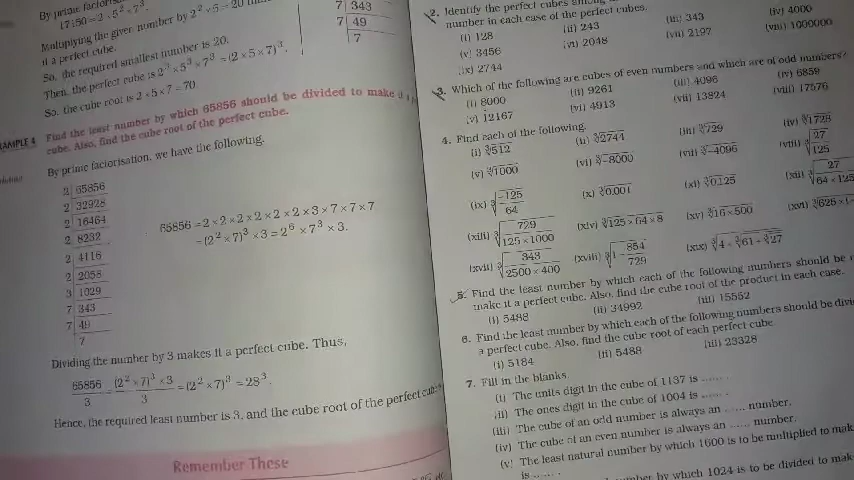 By prime factoris
17150 = 2 × 5² × 7³.
Multiplying the given number by 2² × 5 = 20
it a perfect cube.
So, the required smallest number is 20.
Then, the perfect cube is 2³ × 5³ × 7³ = (2 × 5 × 7)³.
So, the cube root is 2 × 5 × 7 = 70
7 343
7 49
7
AMPLE 4 Find the least number by which 65856 should be divided to make it a
cube. Also, find the cube root of the perfect cube.
By prime factorisation, we have the following.
2 65856
2 32928
2 16464
2 8232
2 4116
2 2058
3 1029
7 343
7 49
7
65856 = 2 × 2 × 2 × 2 × 2 × 2 × 3 × 7 × 7 × 7
= (2² × 7)³ × 3 = 2⁶ × 7³ × 3.
Dividing the number by 3 makes it a perfect cube. Thus,
65856/3 = (2² × 7)³ × 3/3 = (2² × 7)³ = 28³.
Hence, the required least number is 3, and the cube root of the perfect cube
Remember These
2. Identify the perfect cubes among
number in each case of the perfect cubes.
(i) 128 (ii) 243 (iii) 343 (iv) 4000
(v) 3456 (vi) 2048 (vii) 2197 (viii) 1000000
(ix) 2744
3. Which of the following are cubes of even numbers and which are of odd numbers?
(i) 8000 (ii) 9261 (iii) 4096 (iv) 6859
(v) 12167 (vi) 4913 (vii) 13824 (viii) 17576
4. Find each of the following.
(i) ∛512 (ii) ∛2744 (iii) ∛729 (iv) ∛1728
(v) ∛1000 (vi) ∛-8000 (vii) ∛-4096 (viii) ∛27/125
(ix) ∛-125/64 (x) ∛0.001 (xi) ∛0.125 (xii) ∛27/64 × 125
(xiii) ∛729/125 × 1000 (xiv) ∛125 × 64 × 8 (xv) ∛16 × 500 (xvi) ∛625 ×
(xvii) ∛343/2500 × 400 (xviii) ∛1 - 854/729 (xix)
5. Find the least number by which each of the following numbers should be
make it a perfect cube. Also, find the cube root of the product in each case.
(i) 5488 (ii) 34992 (iii) 15552
6. Find the least number by which each of the following numbers should be divi
a perfect cube. Also, find the cube root of each perfect cube.
(i) 5184 (ii) 5488 (iii) 23328
7. Fill in the blanks.
(i) The units digit in the cube of 1137 is ...... .
(ii) The ones digit in the cube of 1004 is ...... .
(iii) The cube of an odd number is always an ...... number.
(iv) The cube of an even number is always an ...... number.
(v) The least natural number by which 1600 is to be multiplied to mak
is ...... .
number by which 1024 is to be divided to mak